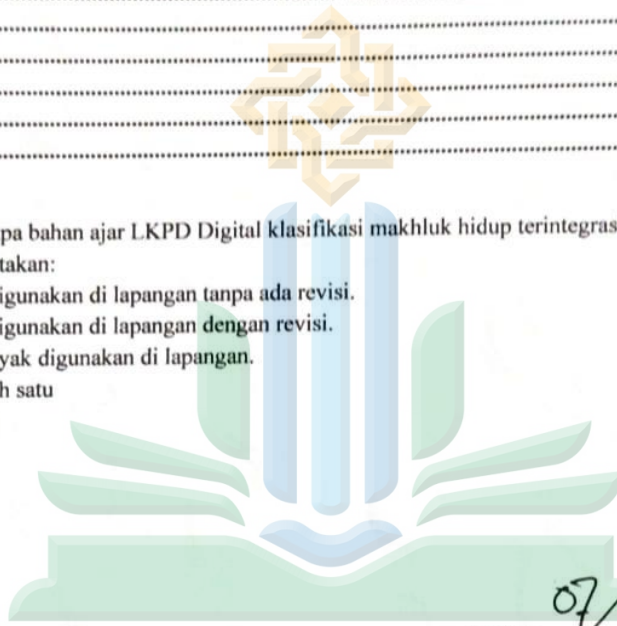 pa bahan ajar LKPD Digital klasifikasi makhluk hidup terintegras
takan:
igunakan di lapangan tanpa ada revisi.
igunakan di lapangan dengan revisi.
yak digunakan di lapangan.
h satu
07/